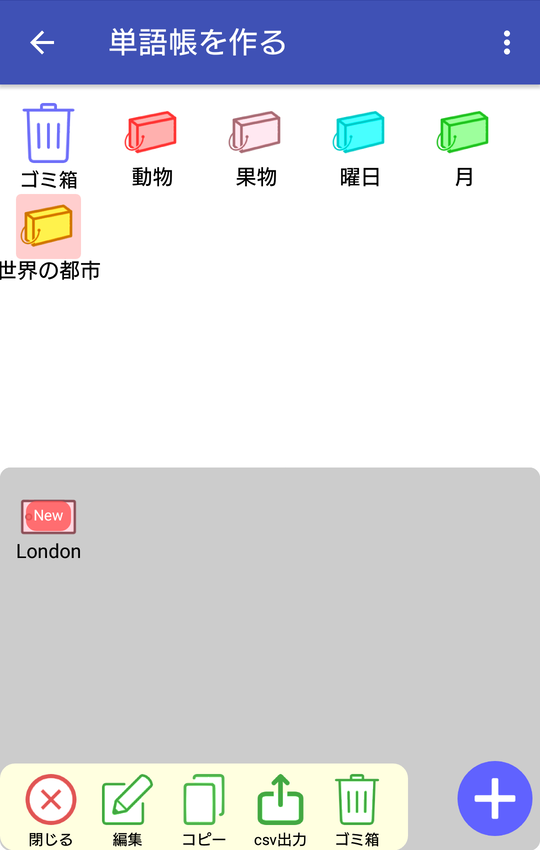 単語帳を作る
ゴミ箱
動物
果物
曜日
月
世界の都市
New
London
閉じる
編集
コピー
csv出力
ゴミ箱